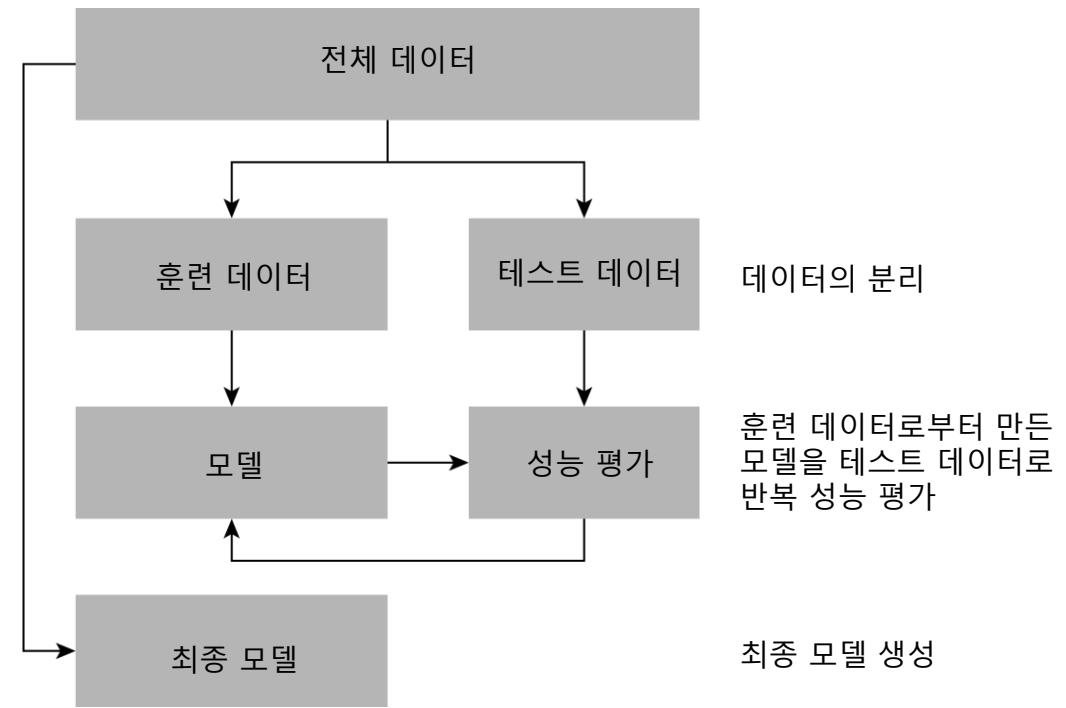 전체 데이터
훈련 데이터
테스트 데이터
데이터의 분리
모델
성능 평가
훈련 데이터로부터 만든
모델을 테스트 데이터로
반복 성능 평가
최종 모델
최종 모델 생성